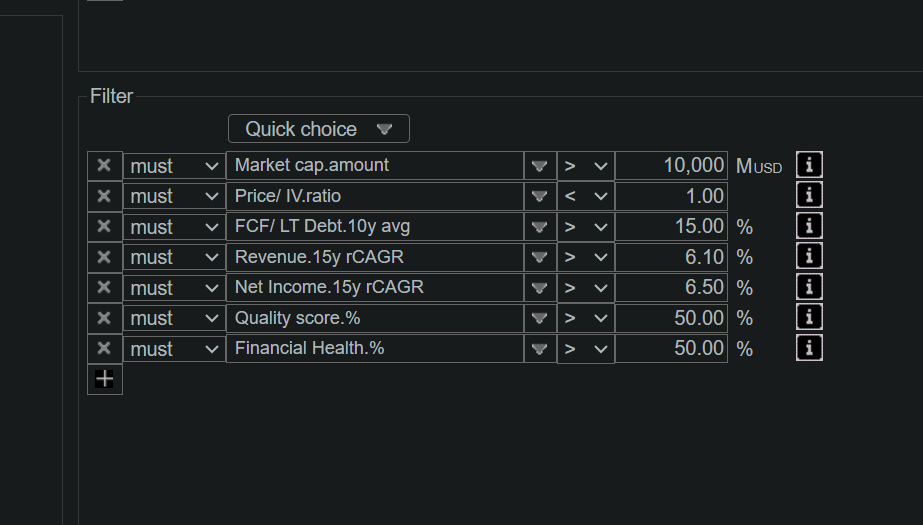 Filter
Quick choice
must Market cap.amount > 10,000 MUSD
must Price/ IV.ratio < 1.00
must FCF/ LT Debt.10y avg > 15.00 %
must Revenue.15y rCAGR > 6.10 %
must Net Income.15y rCAGR > 6.50 %
must Quality score.% > 50.00 %
must Financial Health.% > 50.00 %